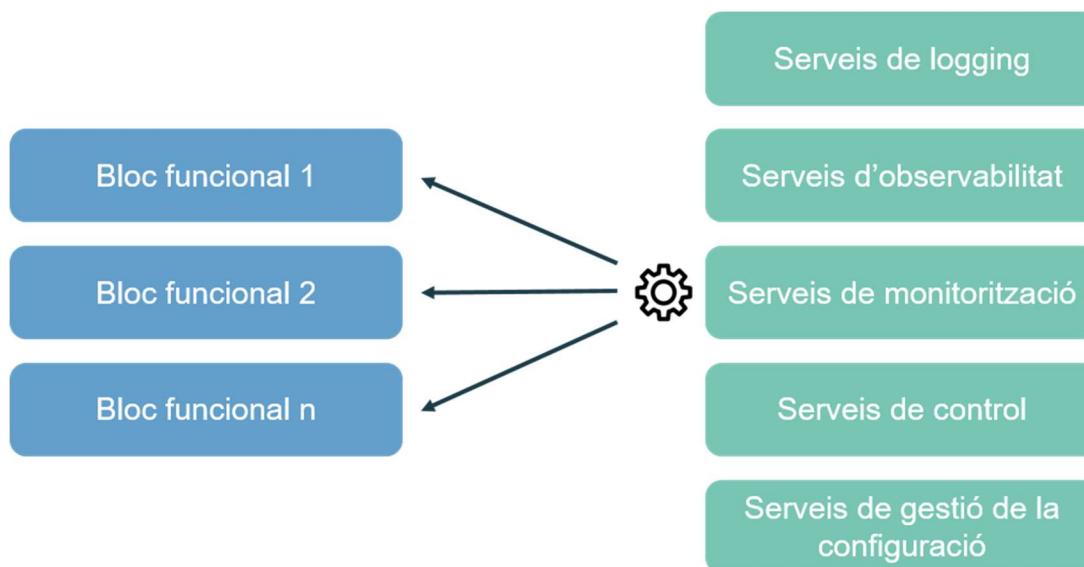 Bloc funcional 1
Bloc funcional 2
Bloc funcional n
Serveis de logging
Serveis d’observabilitat
Serveis de monitorització
Serveis de control
Serveis de gestió de la
configuració